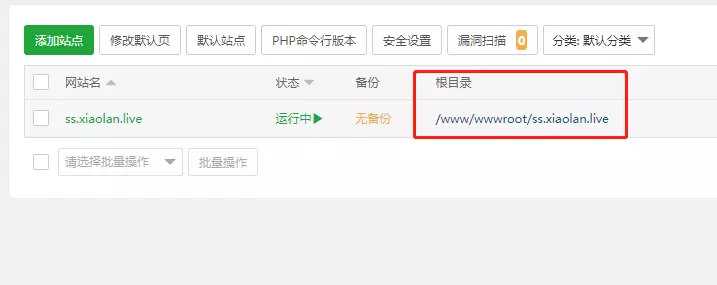 添加站点 修改默认页 默认站点 PHP命令行版本 安全设置 漏洞扫描 0 分类: 默认分类
网站名 状态 备份 根目录
ss.xiaolan.live 运行中 无备份 /www/wwwroot/ss.xiaolan.live
请选择批量操作 批量操作